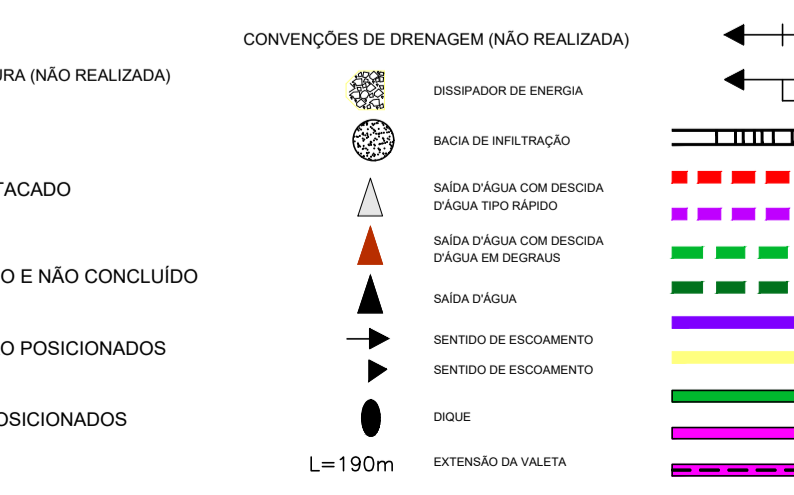 CONVENÇÕES DE DRENAGEM (NÃO REALIZADA)
URA (NÃO REALIZADA)
TACADO
O E NÃO CONCLUÍDO
O POSICIONADOS
OSICIONADOS
DISSIPADOR DE ENERGIA
BACIA DE INFILTRAÇÃO
SAÍDA D'ÁGUA COM DESCIDA
D'ÁGUA TIPO RÁPIDO
SAÍDA D'ÁGUA COM DESCIDA
D'ÁGUA EM DEGRAUS
SAÍDA D'ÁGUA
SENTIDO DE ESCOAMENTO
SENTIDO DE ESCOAMENTO
DIQUE
L=190m
EXTENSÃO DA VALETA